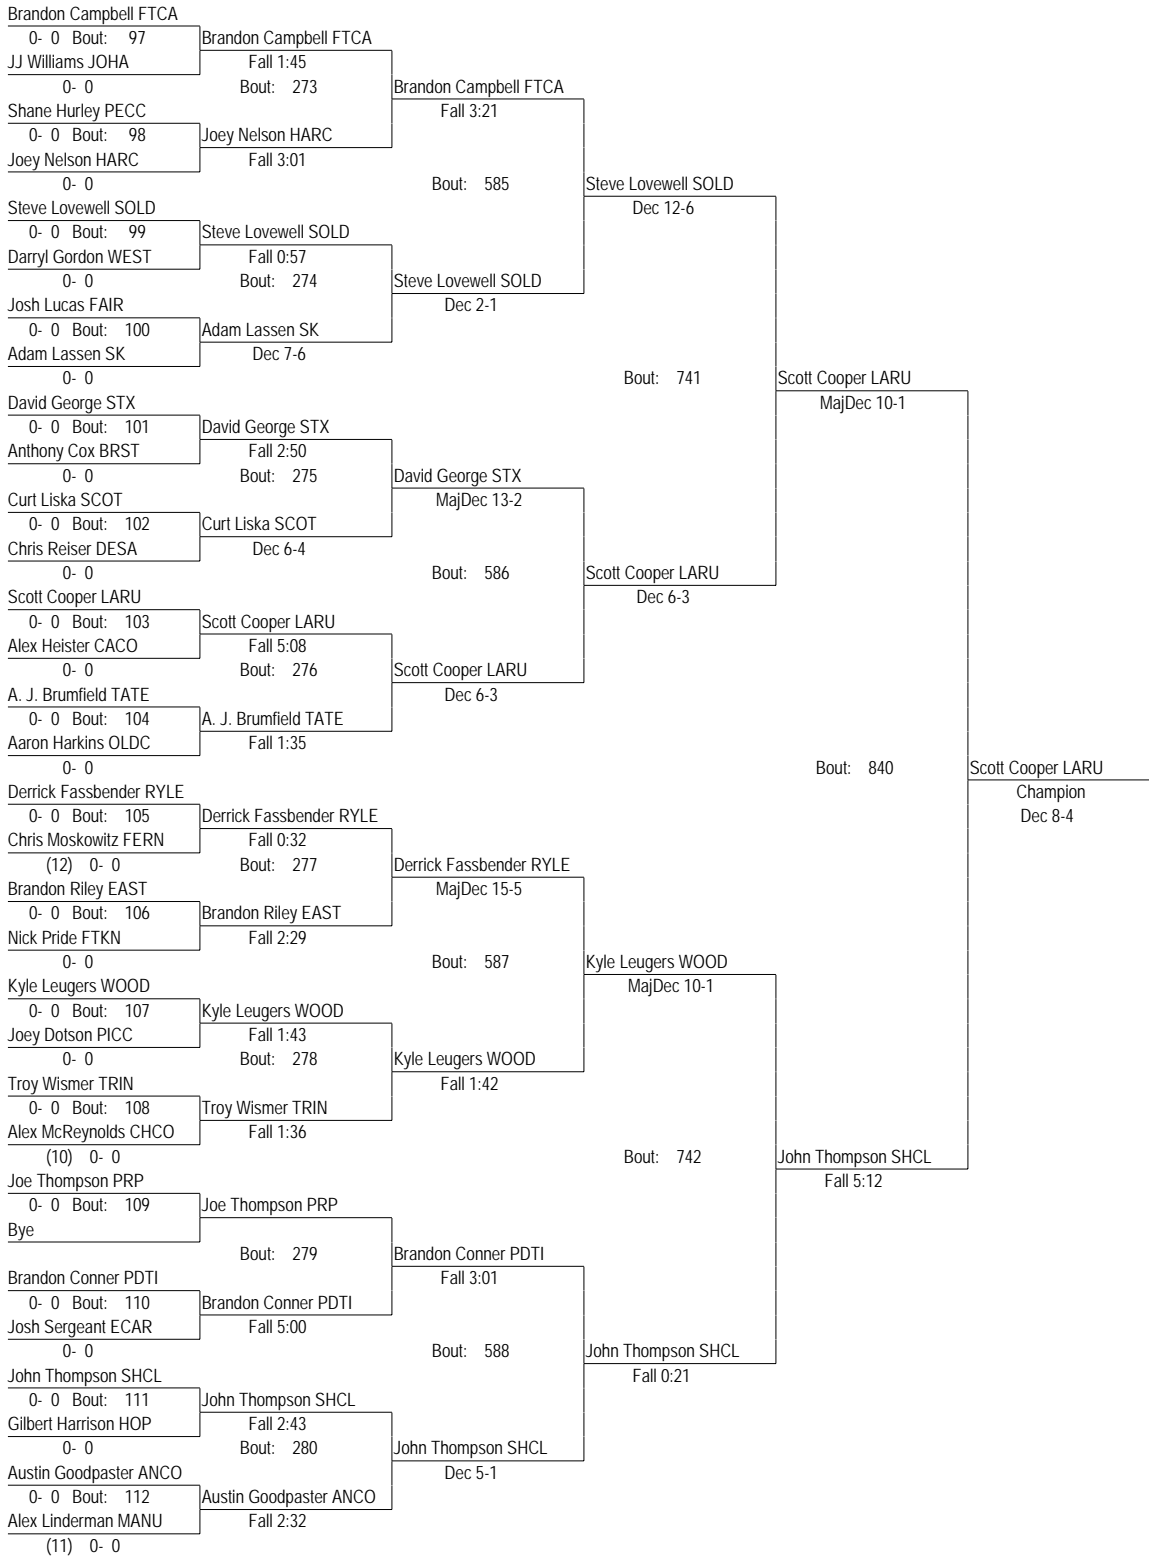 Brandon Campbell FTCA
0- 0 Bout: 97
JJ Williams JOHA
0- 0
Shane Hurley PECC
0- 0 Bout: 98
Joey Nelson HARC
0- 0
Steve Lovewell SOLD
0- 0 Bout: 99
Darryl Gordon WEST
0- 0
Josh Lucas FAIR
0- 0 Bout: 100
Adam Lassen SK
0- 0
David George STX
0- 0 Bout: 101
Anthony Cox BRST
0- 0
Curt Liska SCOT
0- 0 Bout: 102
Chris Reiser DESA
0- 0
Scott Cooper LARU
0- 0 Bout: 103
Alex Heister CACO
0- 0
A. J. Brumfield TATE
0- 0 Bout: 104
Aaron Harkins OLDC
0- 0
Derrick Fassbender RYLE
0- 0 Bout: 105
Chris Moskowitz FERN
(12) 0- 0
Brandon Riley EAST
0- 0 Bout: 106
Nick Pride FTKN
0- 0
Kyle Leugers WOOD
0- 0 Bout: 107
Joey Dotson PICC
0- 0
Troy Wismer TRIN
0- 0 Bout: 108
Alex McReynolds CHCO
(10) 0- 0
Joe Thompson PRP
0- 0 Bout: 109
Bye
Brandon Conner PDTI
0- 0 Bout: 110
Josh Sergeant ECAR
0- 0
John Thompson SHCL
0- 0 Bout: 111
Gilbert Harrison HOP
0- 0
Austin Goodpaster ANCO
0- 0 Bout: 112
Alex Linderman MANU
(11) 0- 0
Brandon Campbell FTCA
Fall 1:45
Bout: 273
Joey Nelson HARC
Fall 3:01
Steve Lovewell SOLD
Fall 0:57
Bout: 274
Adam Lassen SK
Dec 7-6
David George STX
Fall 2:50
Bout: 275
Curt Liska SCOT
Dec 6-4
Scott Cooper LARU
Fall 5:08
Bout: 276
A. J. Brumfield TATE
Fall 1:35
Derrick Fassbender RYLE
Fall 0:32
Bout: 277
Brandon Riley EAST
Fall 2:29
Kyle Leugers WOOD
Fall 1:43
Bout: 278
Troy Wismer TRIN
Fall 1:36
Joe Thompson PRP
Bout: 279
Brandon Conner PDTI
Fall 5:00
John Thompson SHCL
Fall 2:43
Bout: 280
Austin Goodpaster ANCO
Fall 2:32
Brandon Campbell FTCA
Fall 3:21
Bout: 585
Steve Lovewell SOLD
Dec 2-1
David George STX
MajDec 13-2
Bout: 586
Scott Cooper LARU
Dec 6-3
Derrick Fassbender RYLE
MajDec 15-5
Bout: 587
Kyle Leugers WOOD
Fall 1:42
Brandon Conner PDTI
Fall 3:01
Bout: 588
John Thompson SHCL
Dec 5-1
Steve Lovewell SOLD
Dec 12-6
Bout: 741
Scott Cooper LARU
Dec 6-3
Kyle Leugers WOOD
MajDec 10-1
Bout: 742
John Thompson SHCL
Fall 0:21
Scott Cooper LARU
MajDec 10-1
Bout: 840
John Thompson SHCL
Fall 5:12
Scott Cooper LARU
Champion
Dec 8-4